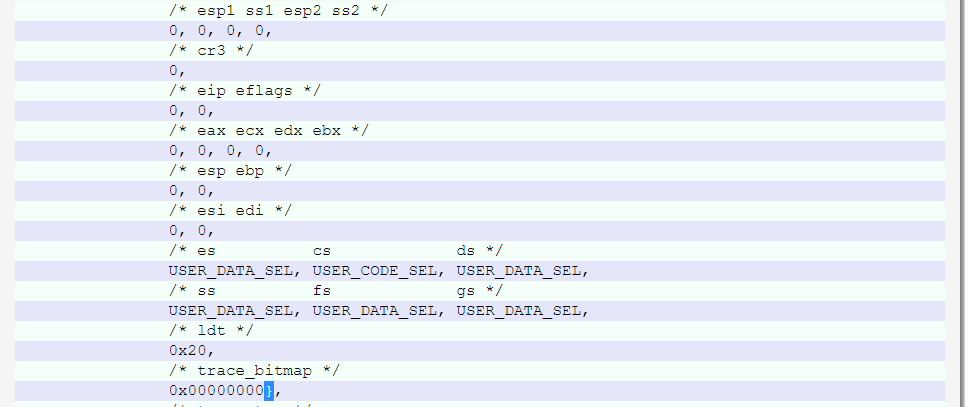 /* esp1 ss1 esp2 ss2 */
0, 0, 0, 0,
/* cr3 */
0,
/* eip eflags */
0, 0,
/* eax ecx edx ebx */
0, 0, 0, 0,
/* esp ebp */
0, 0,
/* esi edi */
0, 0,
/* es          cs             ds */
USER_DATA_SEL, USER_CODE_SEL, USER_DATA_SEL,
/* ss          fs             gs */
USER_DATA_SEL, USER_DATA_SEL, USER_DATA_SEL,
/* ldt */
0x20,
/* trace_bitmap */
0x00000000},